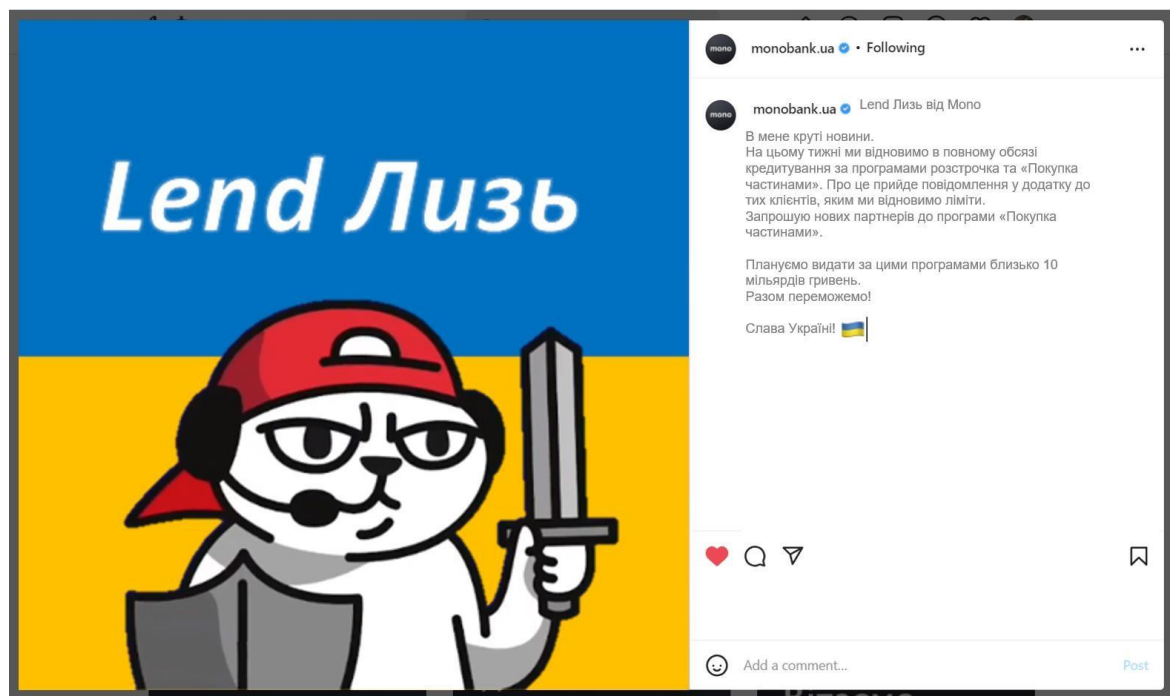 Lend Лизь
mono
monobank.ua • Following
mono
monobank.ua Lend Лизь від Mono
В мене круті новини.
На цьому тижні ми відновимо в повному обсязі
кредитування за програмами розстрочка та «Покупка
частинами». Про це прийде повідомлення у додатку до
тих клієнтів, яким ми відновимо ліміти.
Запрошую нових партнерів до програми «Покупка
частинами».
Плануємо видати за цими програмами близько 10
мільярдів гривень.
Разом переможемо!
Слава Україні! 🇺🇦
Add a comment...
Post